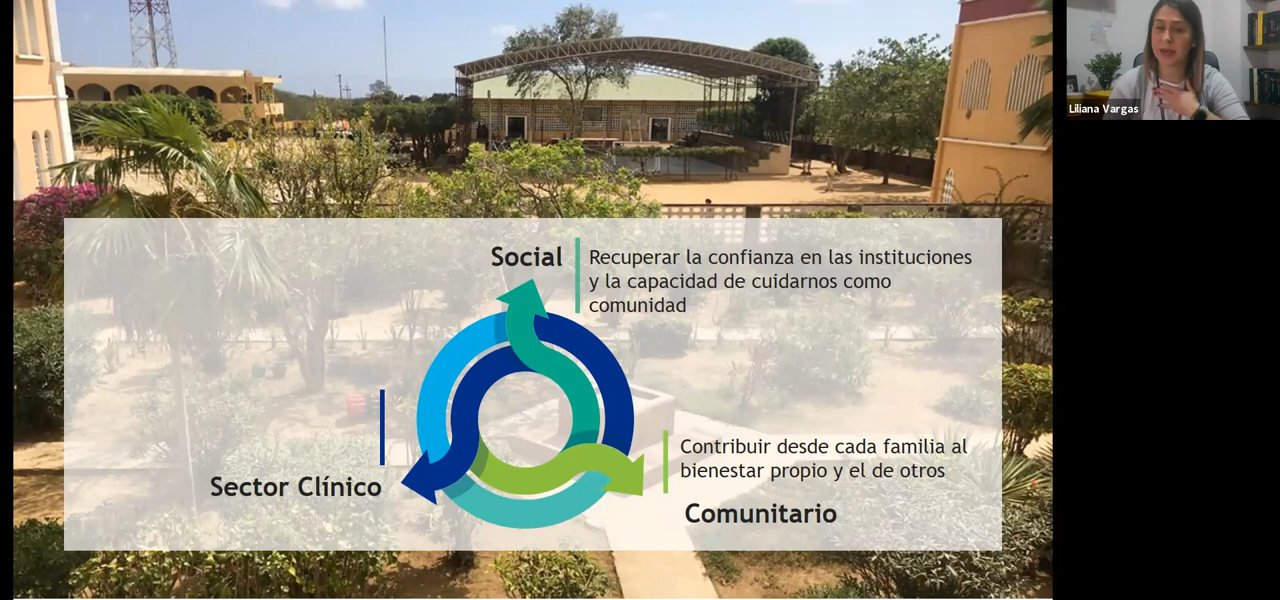 Social
Recuperar la confianza en las instituciones
y la capacidad de cuidarnos como
comunidad
Contribuir desde cada familia al
bienestar propio y el de otros
Sector Clínico
Comunitario
Liliana Vargas